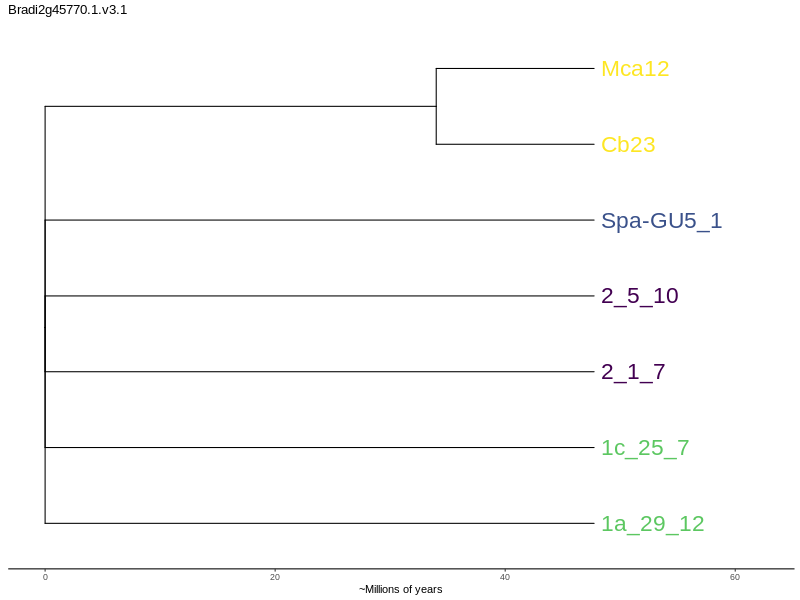 Bradi2g45770.1.v3.1
Mca12
Cb23
Spa-GU5_1
2_5_10
2_1_7
1c_25_7
1a_29_12
0 20 40 60
~Millions of years